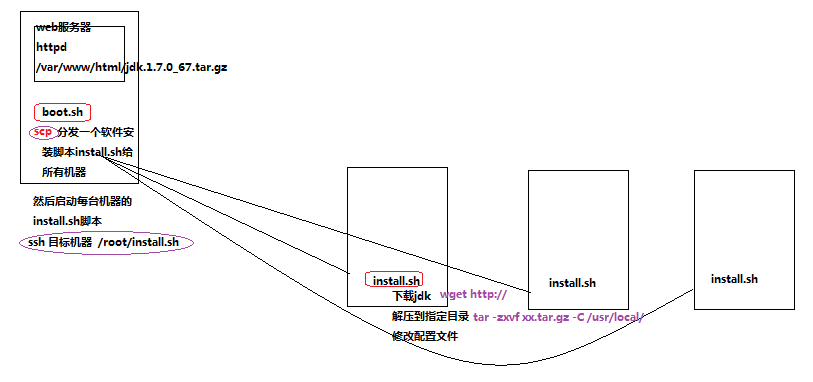 web服务器
httpd
/var/www/html/jdk.1.7.0_67.tar.gz
boot.sh
scp 分发一个软件安
装脚本install.sh给
所有机器
然后启动每台机器的
install.sh脚本
ssh 目标机器 /root/install.sh
install.sh
下载jdk wget http://
解压到指定目录 tar -zxvf xx.tar.gz -C /usr/local/
修改配置文件
install.sh
install.sh